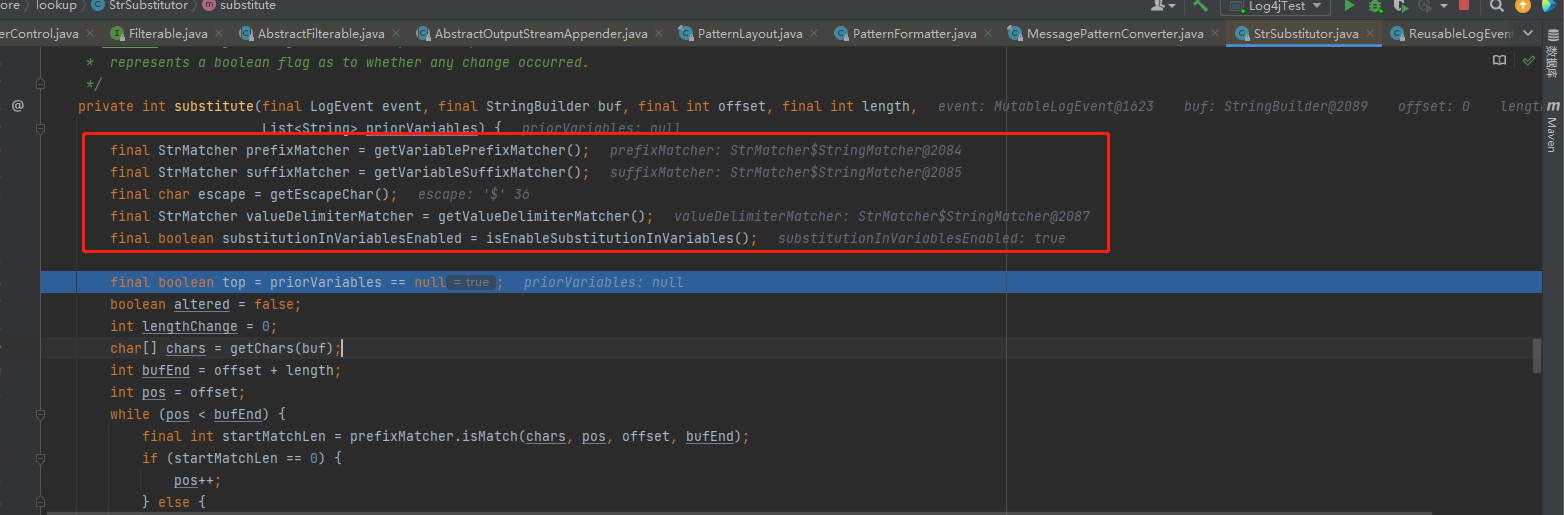 ore › lookup › StrSubstitutor › substitute Log4jTest
erControl.java Filterable.java AbstractFilterable.java AbstractOutputStreamAppender.java PatternLayout.java PatternFormatter.java MessagePatternConverter.java StrSubstitutor.java ReusableLogEvent
* represents a boolean flag as to whether any change occurred.
*/
@ private int substitute(final LogEvent event, final StringBuilder buf, final int offset, final int length, event: MutableLogEvent@1623 buf: StringBuilder@2089 offset: 0 length
List<String> priorVariables) { priorVariables: null
final StrMatcher prefixMatcher = getVariablePrefixMatcher(); prefixMatcher: StrMatcher$StringMatcher@2084
final StrMatcher suffixMatcher = getVariableSuffixMatcher(); suffixMatcher: StrMatcher$StringMatcher@2085
final char escape = getEscapeChar(); escape: '$' 36
final StrMatcher valueDelimiterMatcher = getValueDelimiterMatcher(); valueDelimiterMatcher: StrMatcher$StringMatcher@2087
final boolean substitutionInVariablesEnabled = isEnableSubstitutionInVariables(); substitutionInVariablesEnabled: true
final boolean top = priorVariables == null = true ; priorVariables: null
boolean altered = false;
int lengthChange = 0;
char[] chars = getChars(buf);
int bufEnd = offset + length;
int pos = offset;
while (pos < bufEnd) {
final int startMatchLen = prefixMatcher.isMatch(chars, pos, offset, bufEnd);
if (startMatchLen == 0) {
pos++;
} else {
数据库
m Maven